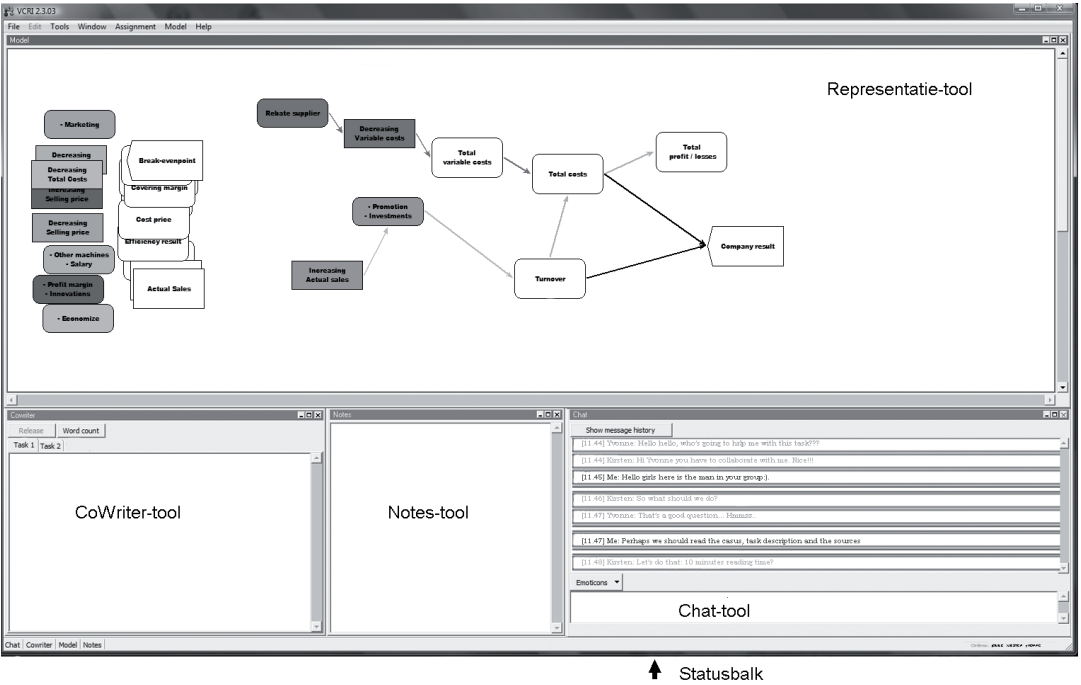 VCRI 2.3.03
File Edit Tools Window Assignment Model Help
Model
Representatie-tool
- Marketing
Decreasing
Decreasing
Total Costs
Increasing
Selling price
Decreasing
Selling price
- Other machines
- Salary
- Profit margin
- Innovations
- Economize
Break-evenpoint
Covering margin
Cost price
Efficiency result
Actual Sales
Rebate supplier
Decreasing
Variable costs
Total
variable costs
Total costs
Total
profit / losses
- Promotion
- Investments
Increasing
Actual sales
Turnover
Company result
Cowriter
Release Word count
Task 1 Task 2
CoWriter-tool
Notes
Notes-tool
Chat
Show message history
[11.44] Yvonne: Hello hello, who's going to help me with this task???
[11.44] Kirsten: Hi Yvonne you have to collaborate with me. Nice!!!
[11.45] Me: Hello girls here is the man in your group:).
[11.46] Kirsten: So what should we do?
[11.47] Yvonne: That's a good question... Hmmss..
[11.47] Me: Perhaps we should read the casus, task description and the sources
[11.48] Kirsten: Let's do that: 10 minutes reading time?
Emoticons
Chat-tool
Chat Cowriter Model Notes
Statusbalk